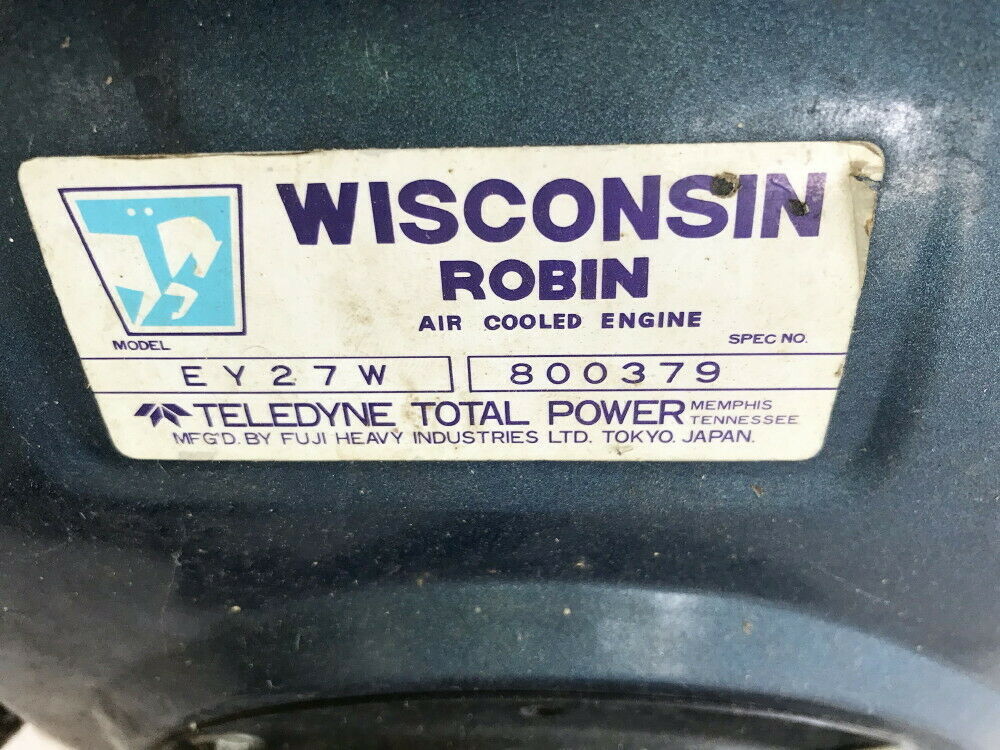 WISCONSIN
ROBIN
AIR COOLED ENGINE
MODEL
SPEC NO.
EY27W
800379
TELEDYNE TOTAL POWER MEMPHIS TENNESSEE
MFG'D. BY FUJI HEAVY INDUSTRIES LTD. TOKYO. JAPAN.